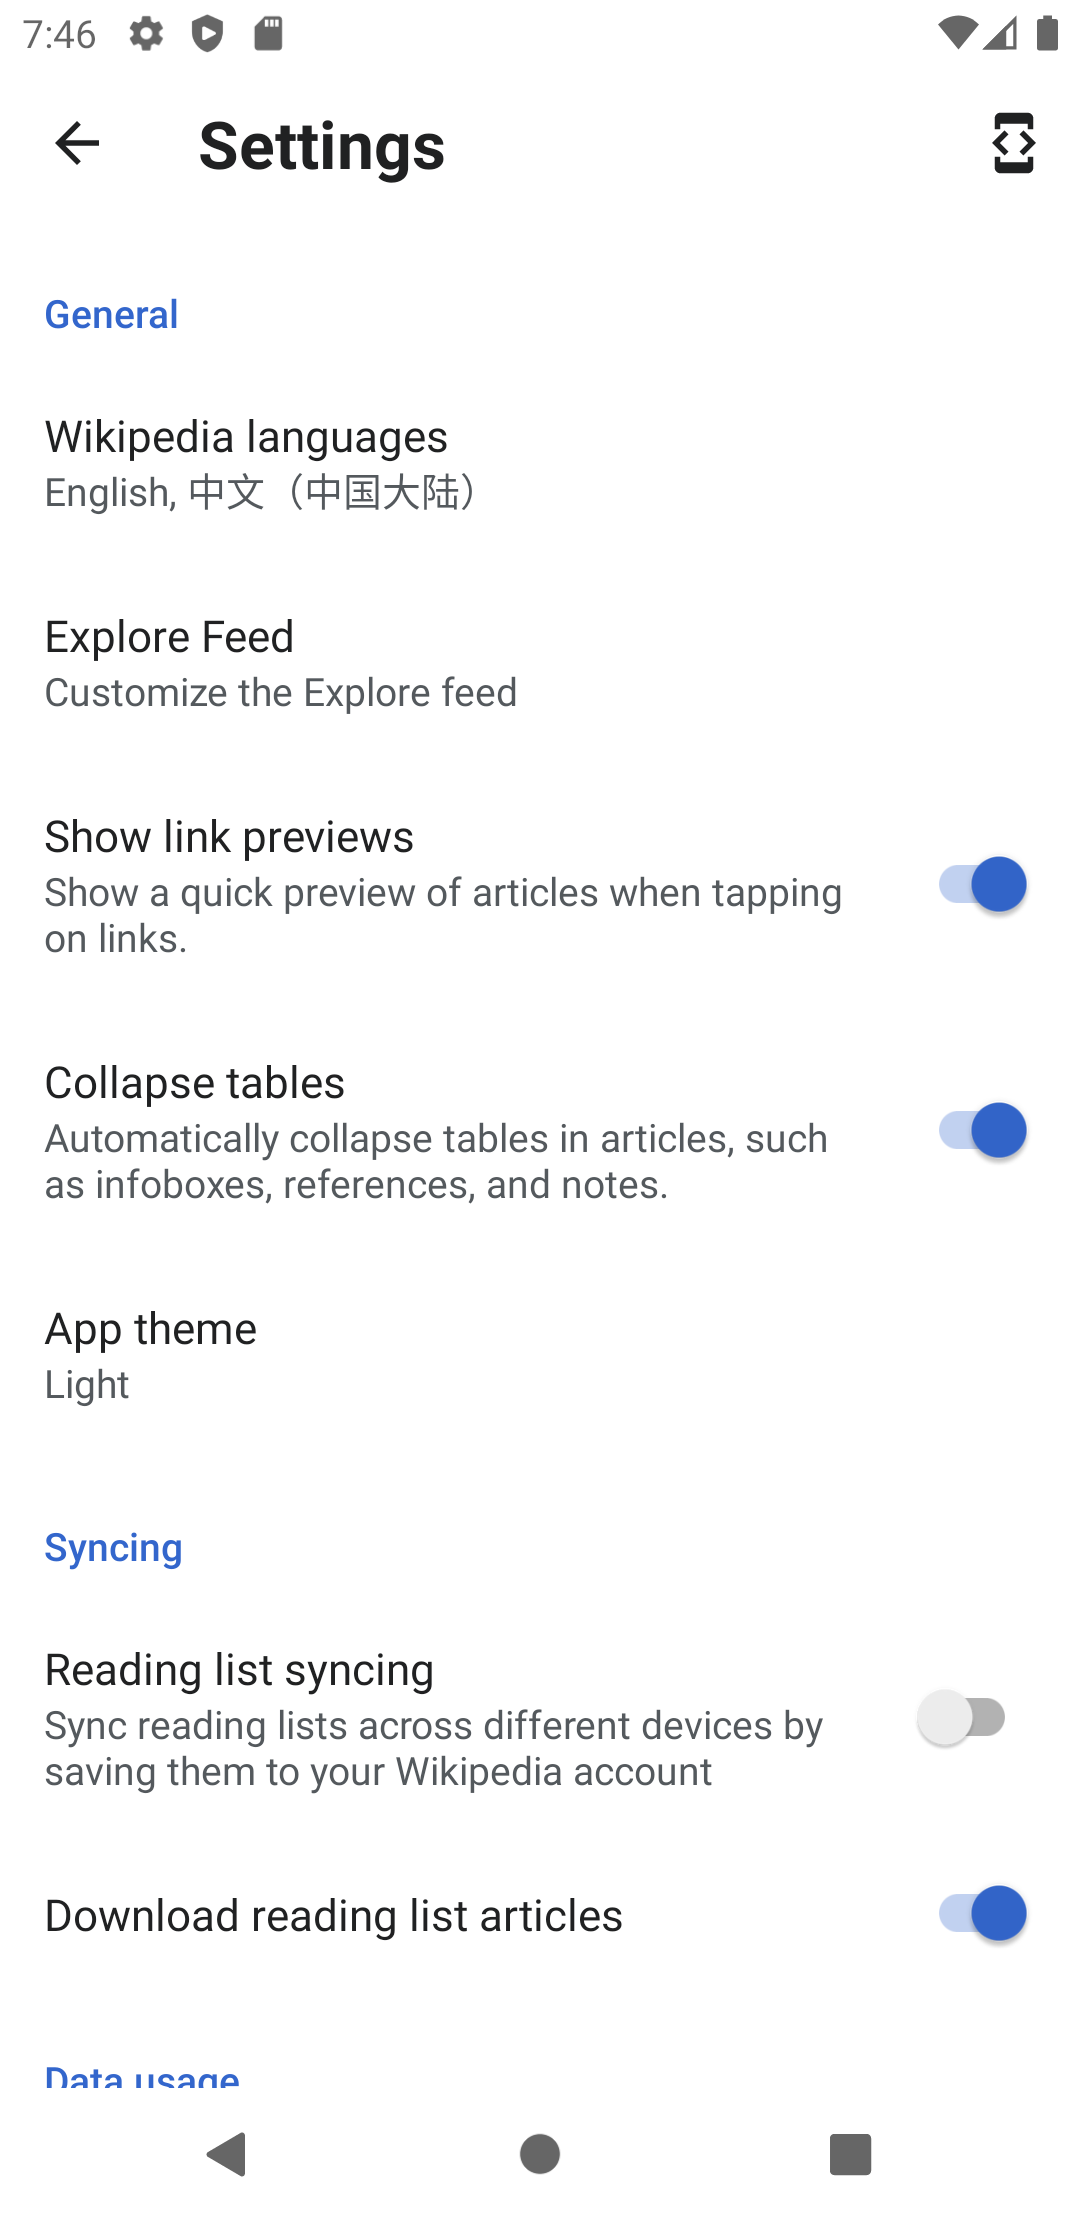 7:46
Settings
General
Wikipedia languages
English, 中文（中国大陆）
Explore Feed
Customize the Explore feed
Show link previews
Show a quick preview of articles when tapping
on links.
Collapse tables
Automatically collapse tables in articles, such
as infoboxes, references, and notes.
App theme
Light
Syncing
Reading list syncing
Sync reading lists across different devices by
saving them to your Wikipedia account
Download reading list articles
Data usage